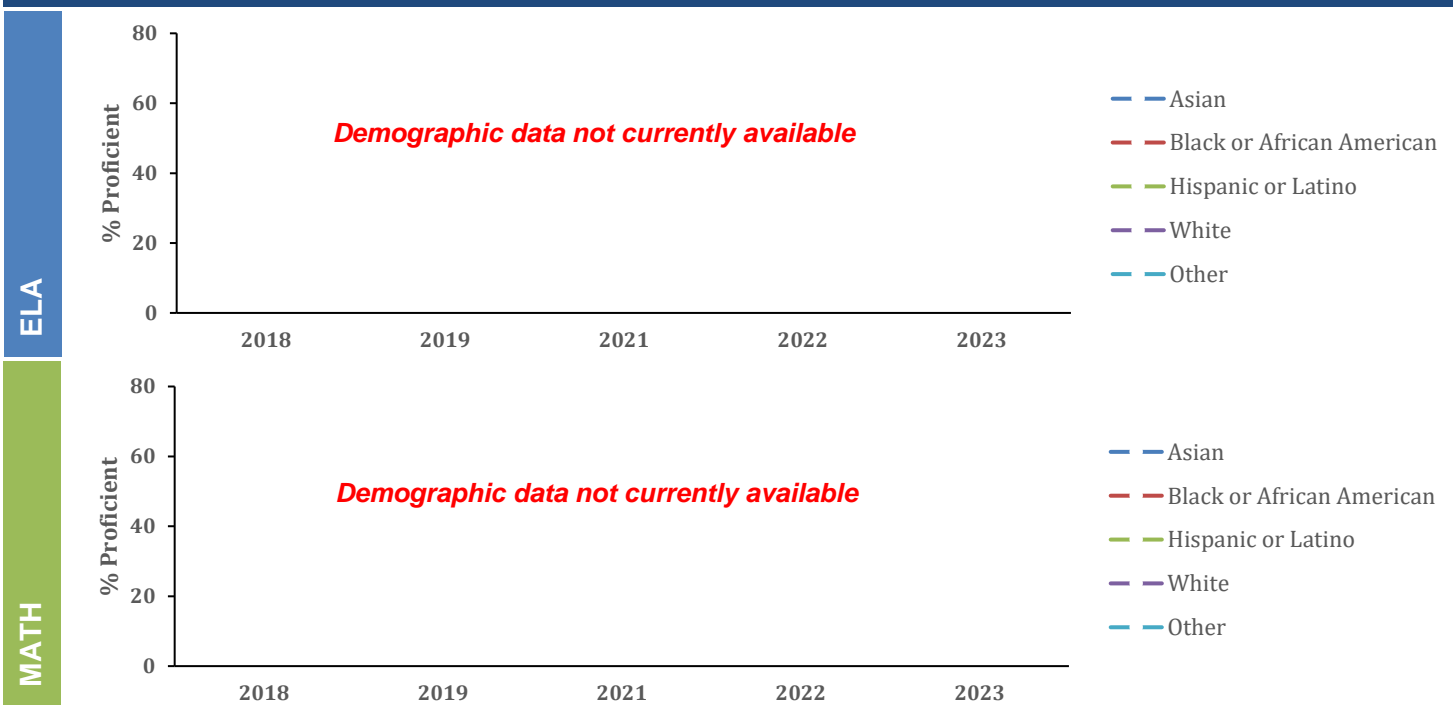 ELA
80
60
40
20
0
% Proficient
Demographic data not currently available
2018 2019 2021 2022 2023
Asian
Black or African American
Hispanic or Latino
White
Other
MATH
80
60
40
20
0
% Proficient
Demographic data not currently available
2018 2019 2021 2022 2023
Asian
Black or African American
Hispanic or Latino
White
Other